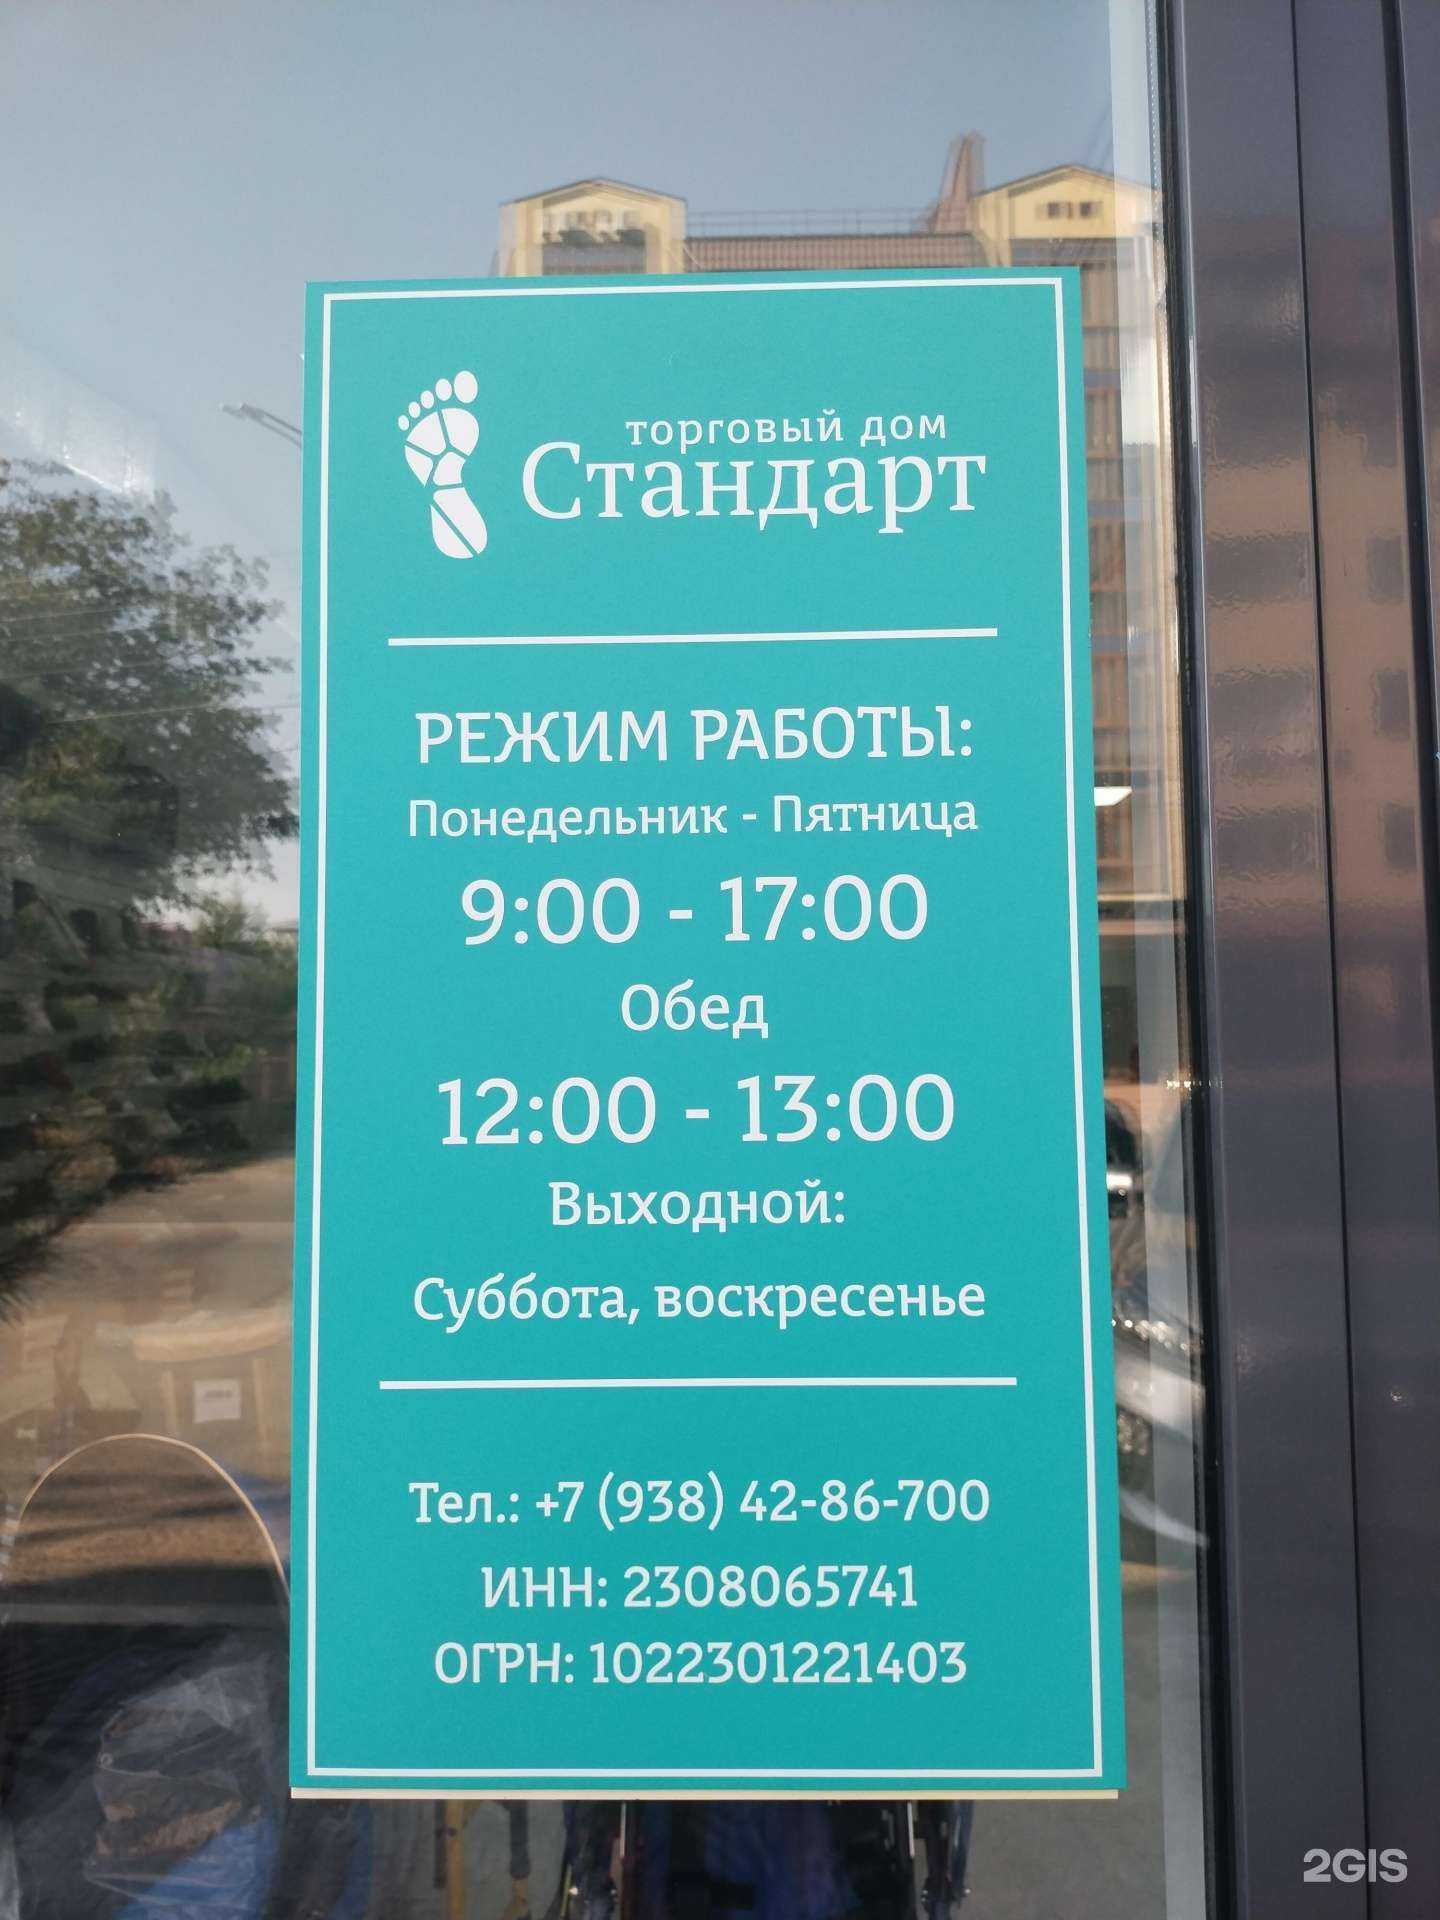 торговый дом
Стандарт
РЕЖИМ РАБОТЫ:
Понедельник - Пятница
9:00 - 17:00
Обед
12:00 - 13:00
Выходной:
Суббота, воскресенье
Тел.: +7 (938) 42-86-700
ИНН: 2308065741
ОГРН: 1022301221403
2GIS